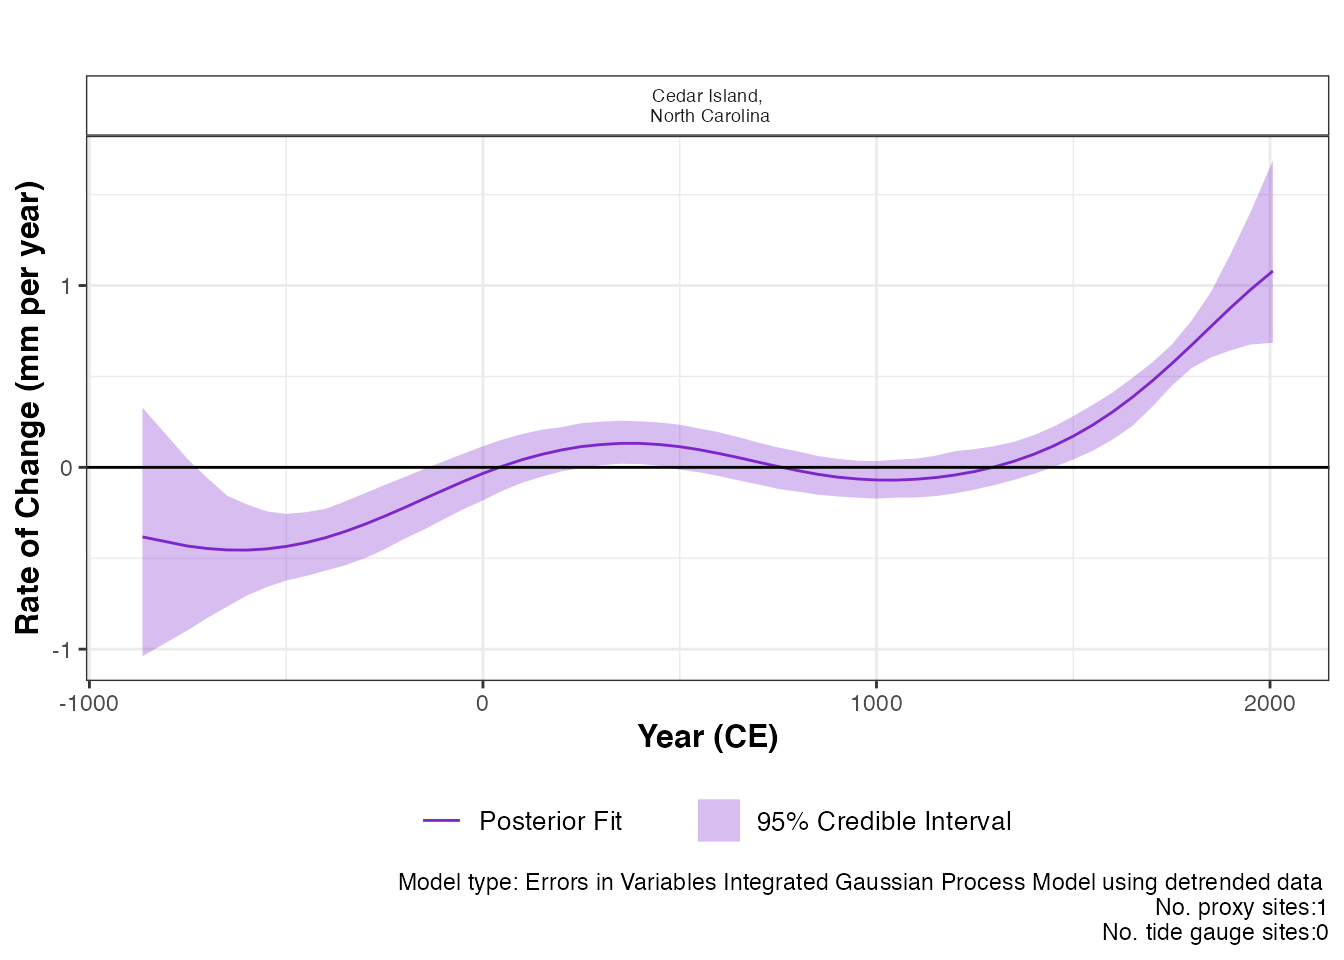 Cedar Island,
North Carolina
Rate of Change (mm per year)
1
0
-1
-1000
0
1000
2000
Year (CE)
Posterior Fit
95% Credible Interval
Model type: Errors in Variables Integrated Gaussian Process Model using detrended data
No. proxy sites:1
No. tide gauge sites:0